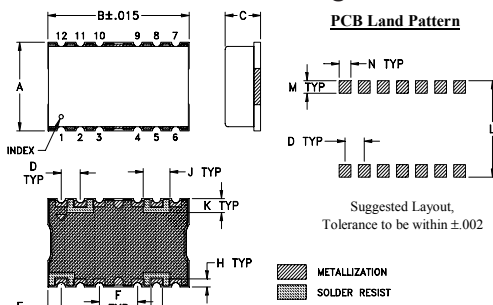 PCB Land Pattern
B±.015
C
12 11 10 9 8 7
A
1 2 3 4 5 6
INDEX
N TYP
M TYP
D TYP
L
D
TYP
J TYP
K TYP
Suggested Layout,
Tolerance to be within ±.002
H TYP
F
METALLIZATION
SOLDER RESIST